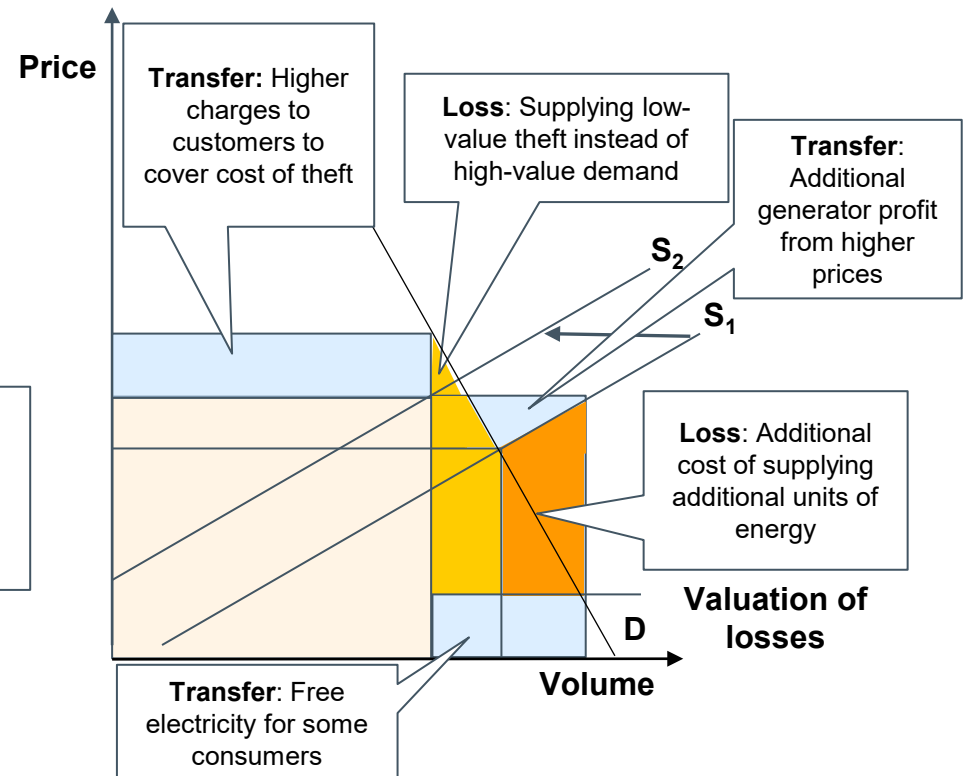 Price
Transfer: Higher
charges to
customers to
cover cost of theft
Loss: Supplying low-
value theft instead of
high-value demand
Transfer:
Additional
generator profit
from higher
prices
S2
S1
Loss: Additional
cost of supplying
additional units of
energy
Valuation of
losses
D
Volume
Transfer: Free
electricity for some
consumers